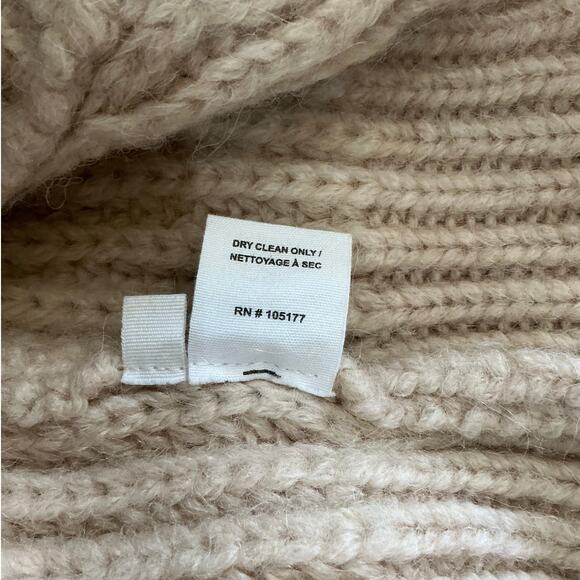 DRY CLEAN ONLY /
NETTOYAGE À SEC
RN # 105177